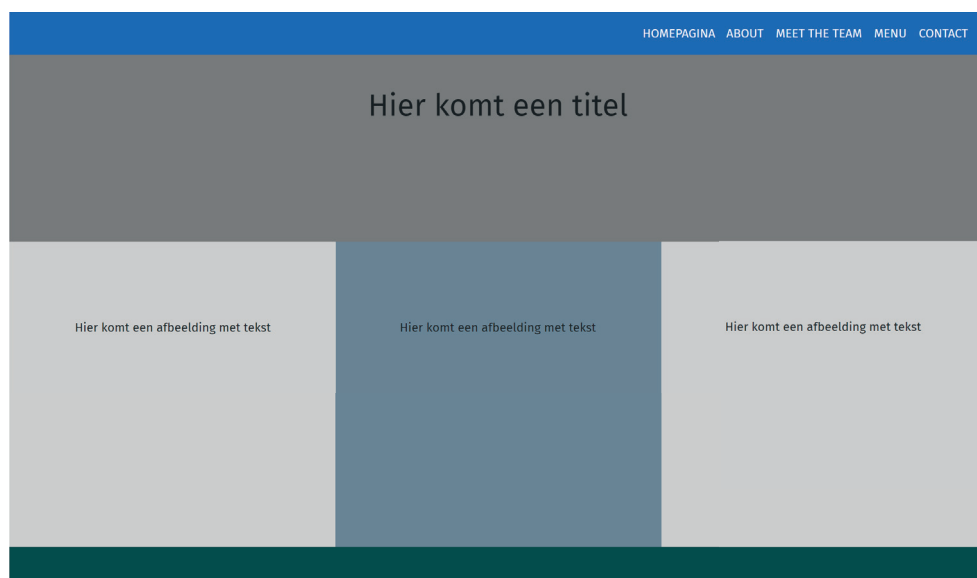 HOMEPAGINA ABOUT MEET THE TEAM MENU CONTACT
Hier komt een titel
Hier komt een afbeelding met tekst
Hier komt een afbeelding met tekst
Hier komt een afbeelding met tekst